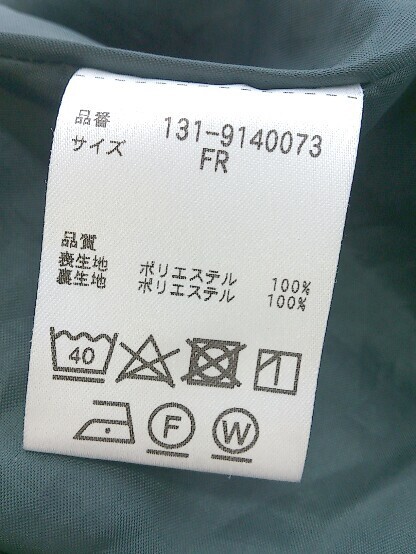 品番 131-9140073
サイズ FR
品質
表生地 ポリエステル 100%
裏生地 ポリエステル 100%
40
F W